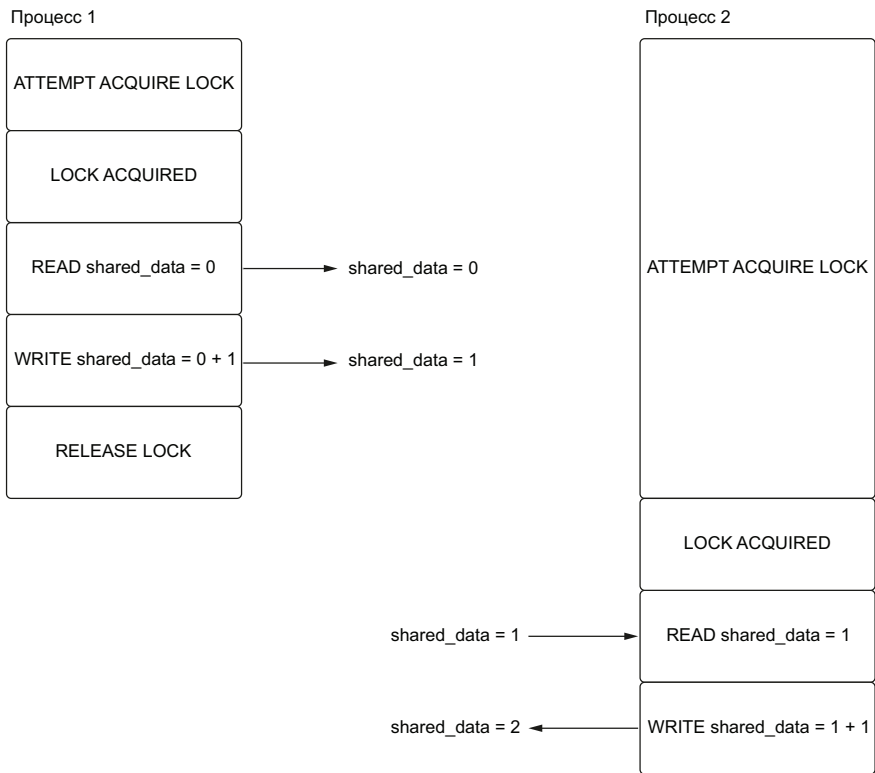 Процесс 1
Процесс 2
ATTEMPT ACQUIRE LOCK
LOCK ACQUIRED
READ shared_data = 0
shared_data = 0
ATTEMPT ACQUIRE LOCK
WRITE shared_data = 0 + 1
shared_data = 1
RELEASE LOCK
LOCK ACQUIRED
shared_data = 1
READ shared_data = 1
shared_data = 2
WRITE shared_data = 1 + 1